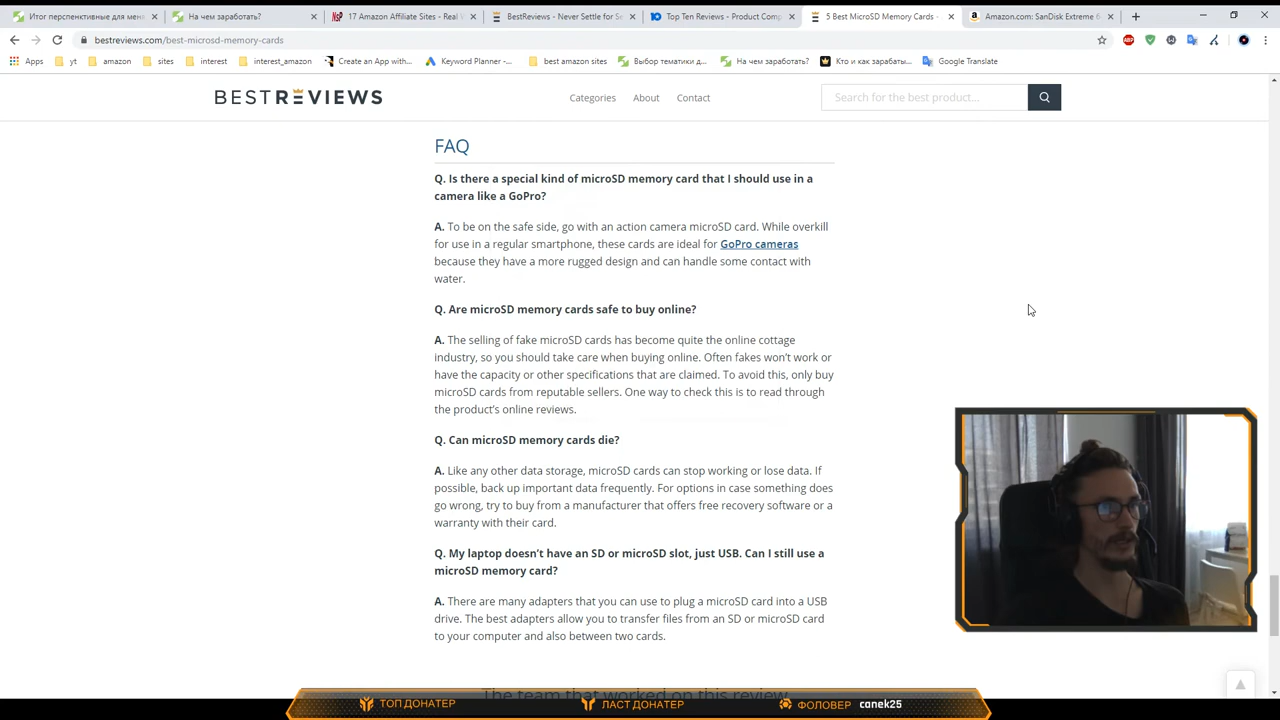 Итог перспенктивные для мен
На чем заработать?
17 Amazon Affiliate Sites - Real W
BestReviews - Never Settle for Se
Top Ten Reviews - Product Comp
5 Best MicroSD Memory Cards -
Amazon.com: SanDisk Extreme 6
bestreviews.com/best-microsd-memory-cards
Apps
yt
amazon
sites
interest
interest_amazon
Create an App with...
Keyword Planner -...
best amazon sites
Выбор тематики д...
На чем заработать?
Кто и как зарабаты...
Google Translate
BESTREVIEWS
Categories
About
Contact
Search for the best product...
FAQ
Q. Is there a special kind of microSD memory card that I should use in a
camera like a GoPro?
A. To be on the safe side, go with an action camera microSD card. While overkill
for use in a regular smartphone, these cards are ideal for GoPro cameras
because they have a more rugged design and can handle some contact with
water.
Q. Are microSD memory cards safe to buy online?
A. The selling of fake microSD cards has become quite the online cottage
industry, so you should take care when buying online. Often fakes won't work or
have the capacity or other specifications that are claimed. To avoid this, only buy
microSD cards from reputable sellers. One way to check this is to read through
the product's online reviews.
Q. Can microSD memory cards die?
A. Like any other data storage, microSD cards can stop working or lose data. If
possible, back up important data frequently. For options in case something does
go wrong, try to buy from a manufacturer that offers free recovery software or a
warranty with their card.
Q. My laptop doesn't have an SD or microSD slot, just USB. Can I still use a
microSD memory card?
A. There are many adapters that you can use to plug a microSD card into a USB
drive. The best adapters allow you to transfer files from an SD or microSD card
to your computer and also between two cards.
The team that worked on this review
ТОП ДОНАТЕР
ЛАСТ ДОНАТЕР
ФОЛОВЕР canek25